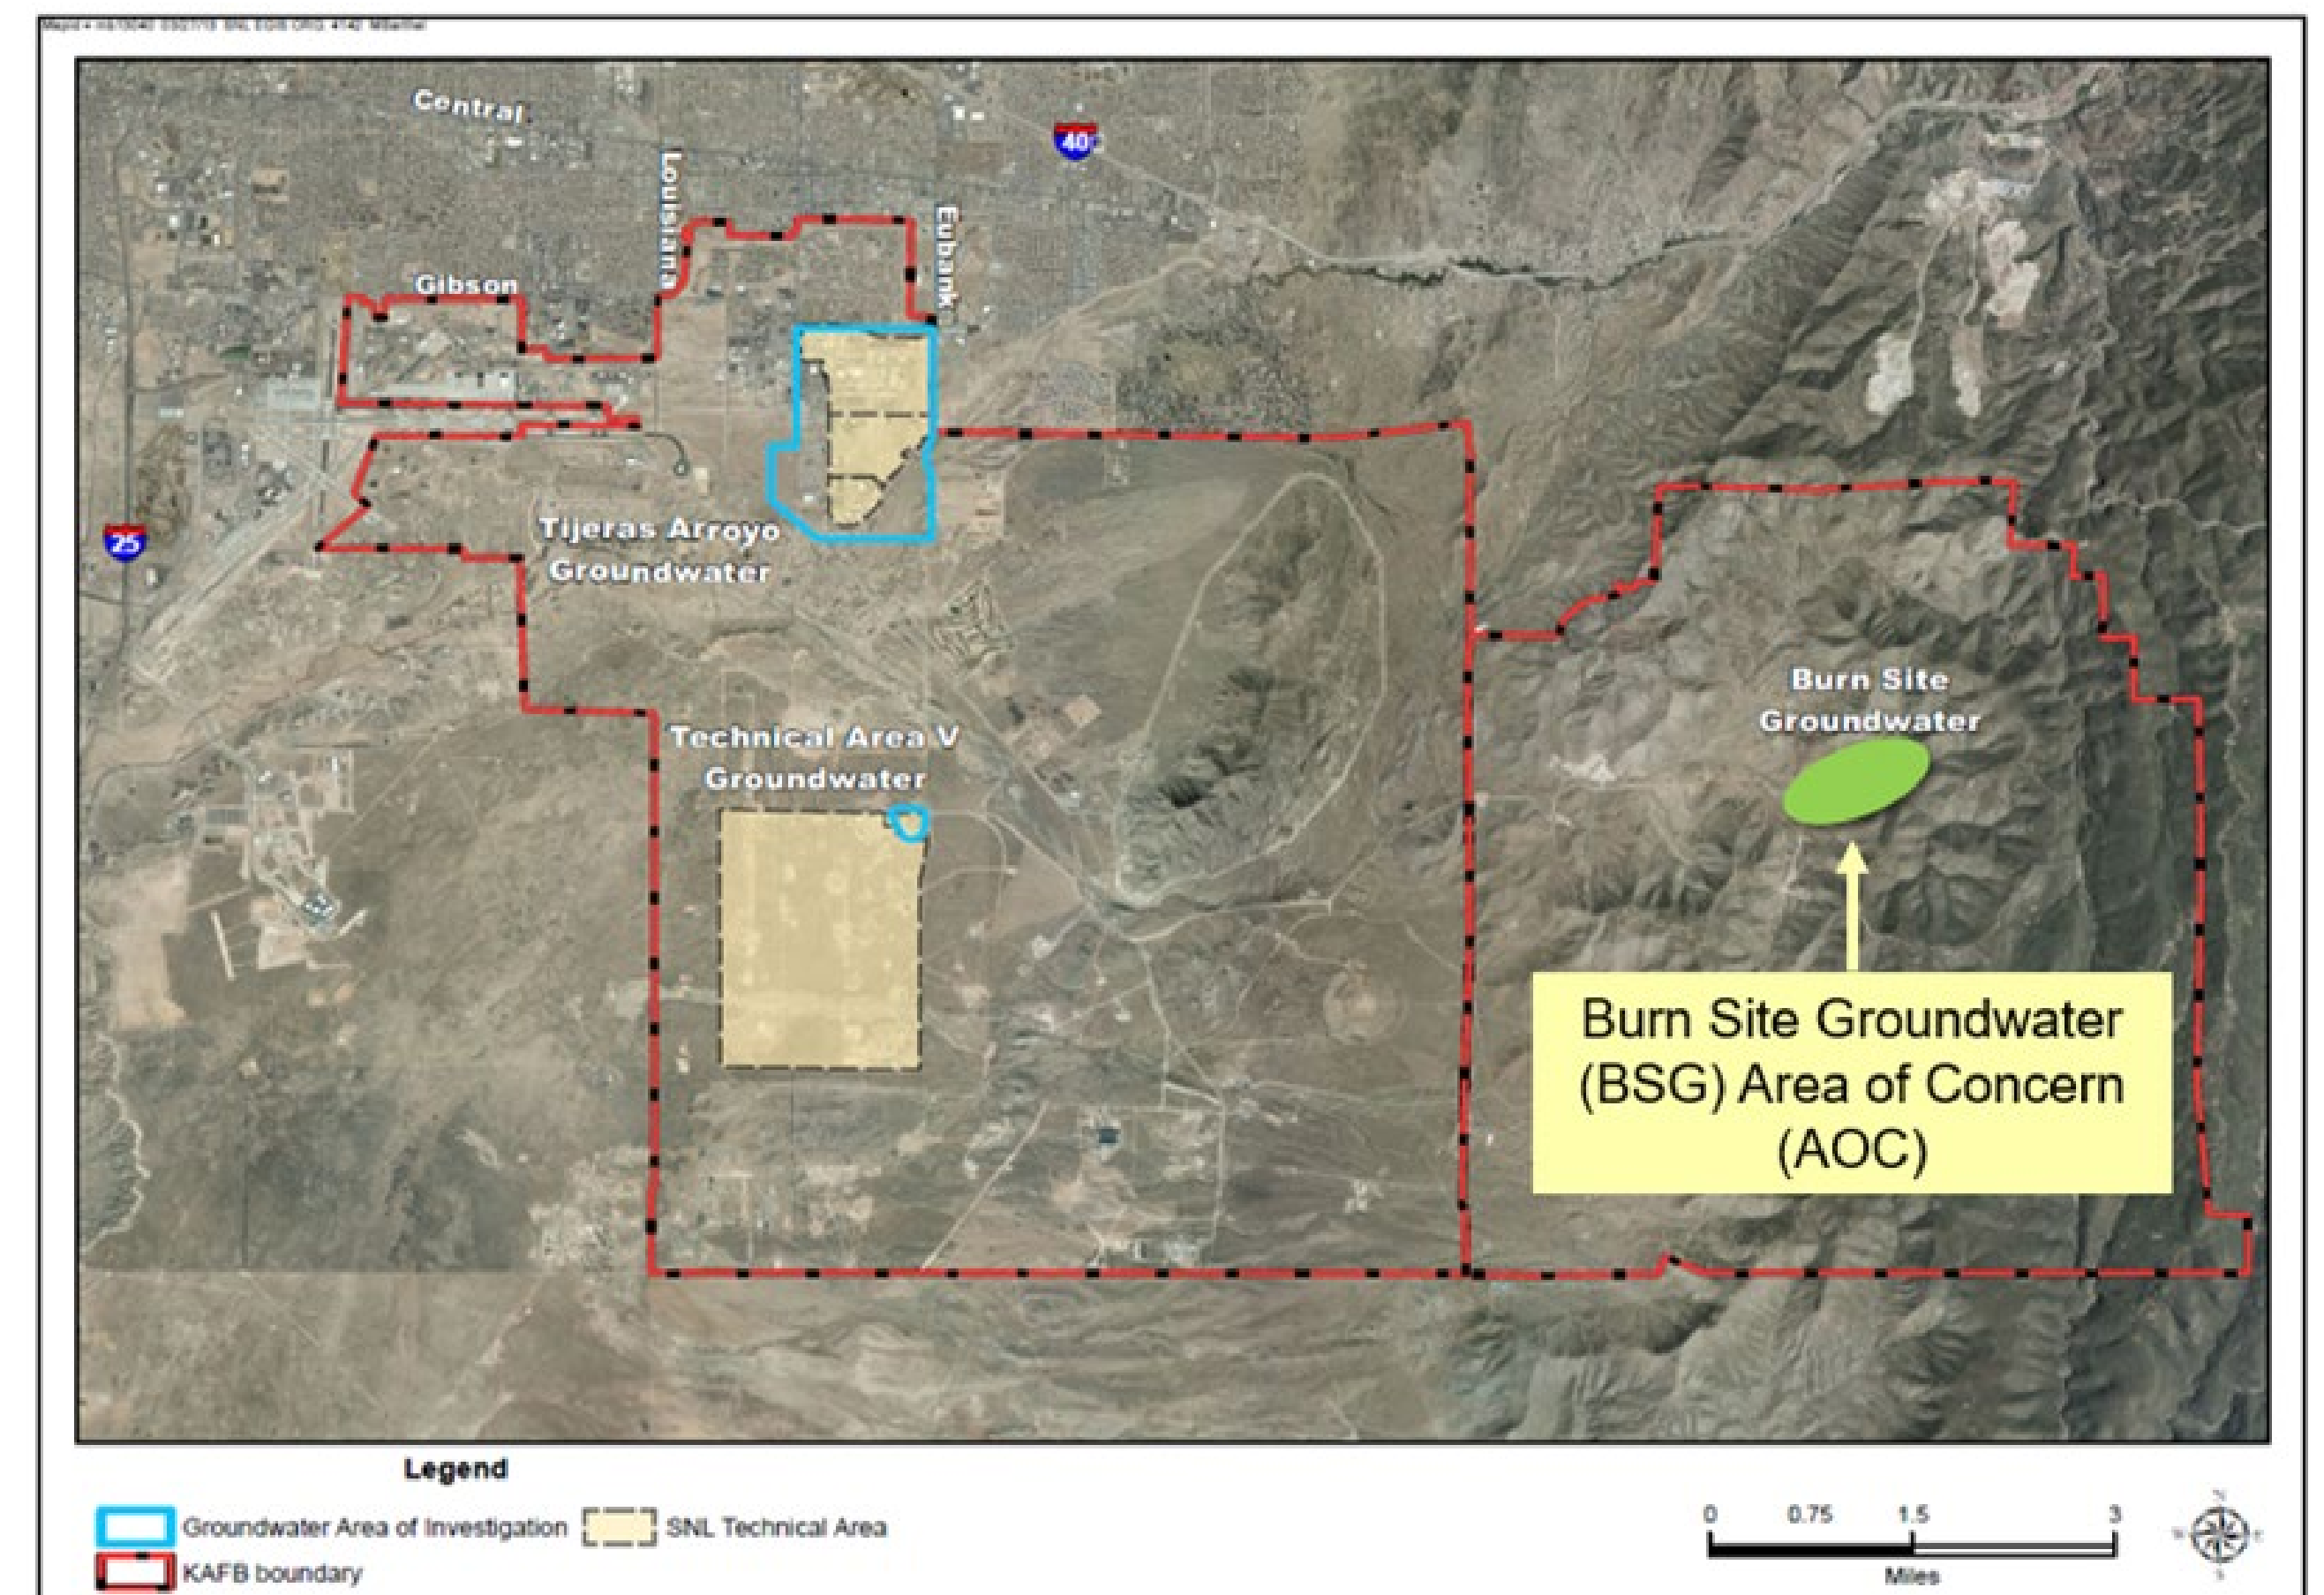 Central
40
Louisiana
Eubank
Gibson
25
Tijeras Arroyo
Groundwater
Burn Site
Groundwater
Technical Area V
Groundwater
Burn Site Groundwater
(BSG) Area of Concern
(AOC)
Legend
Groundwater Area of Investigation
SNL Technical Area
KAFB boundary
0 0.75 1.5 3
Miles
N
W E
S